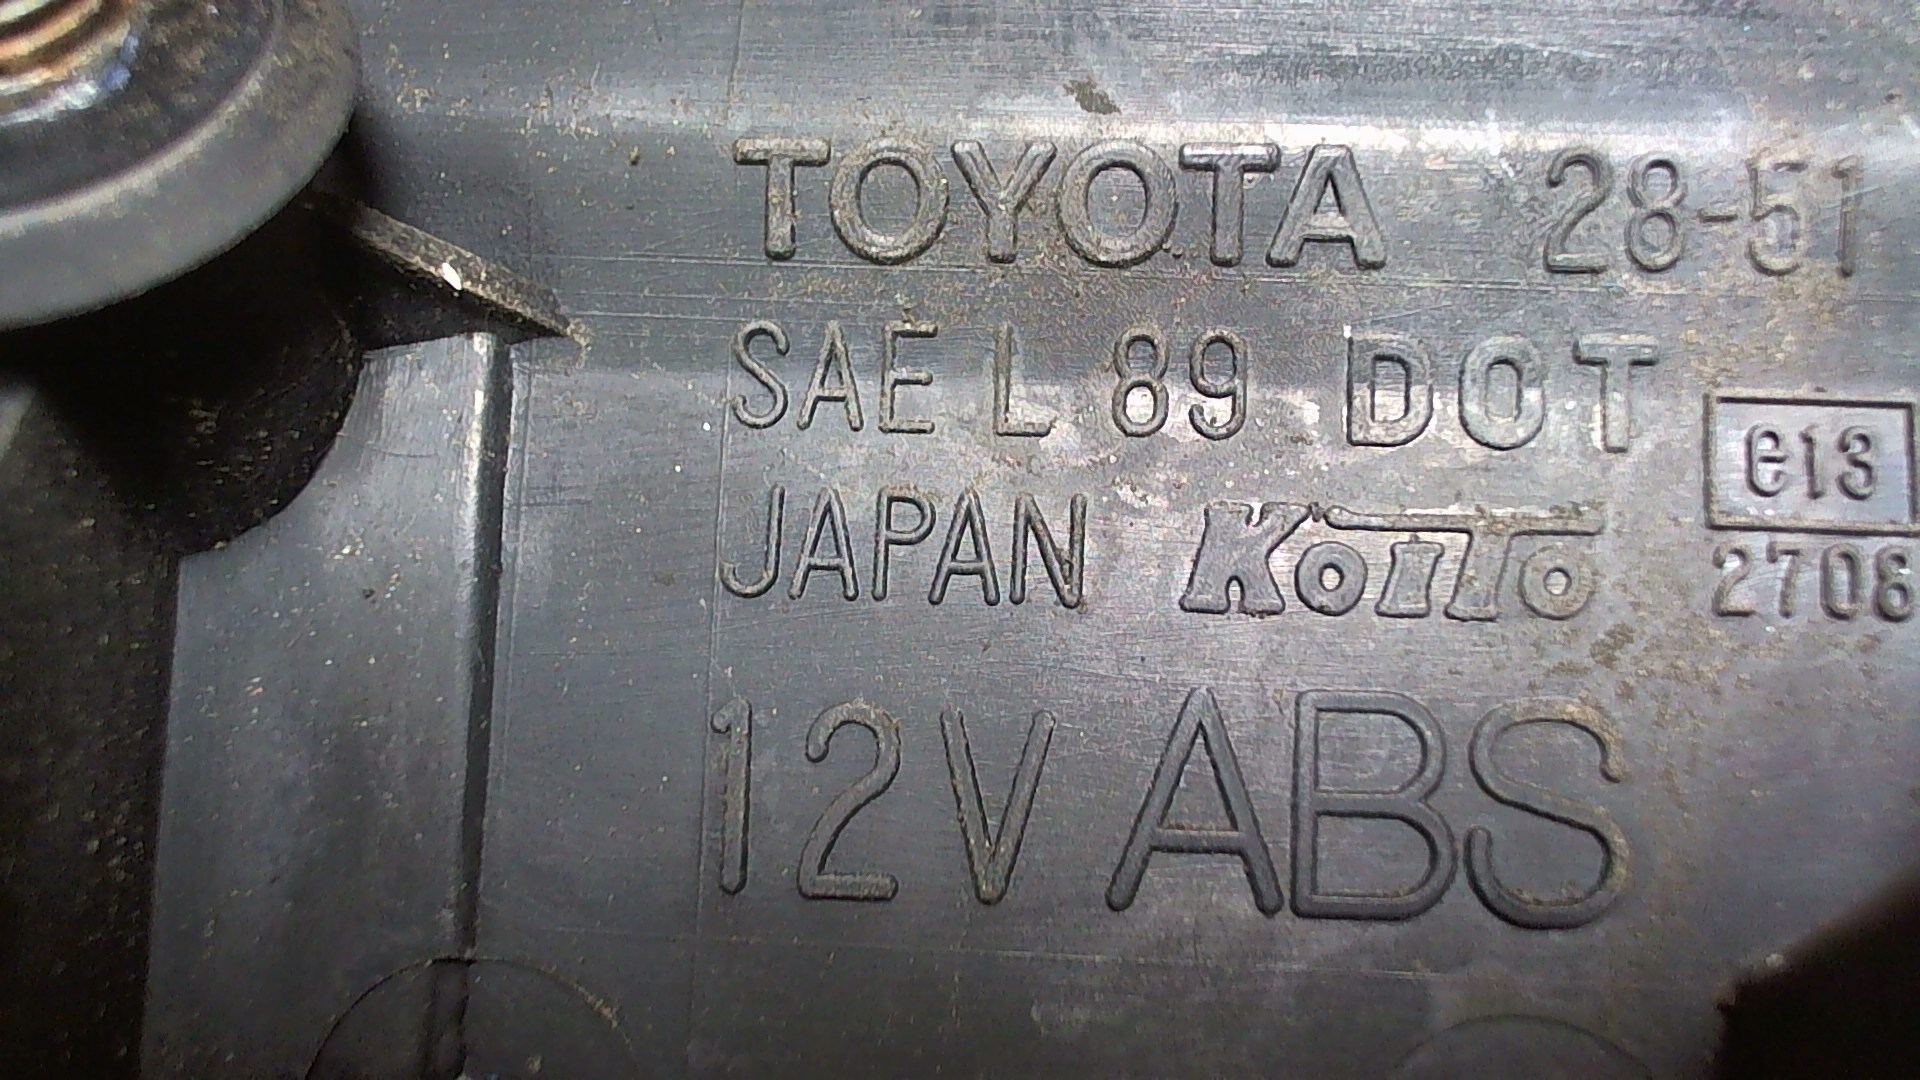 TOYOTA 28-51
SAE L 89 DOT
e13
JAPAN KOITO
2706
12V ABS